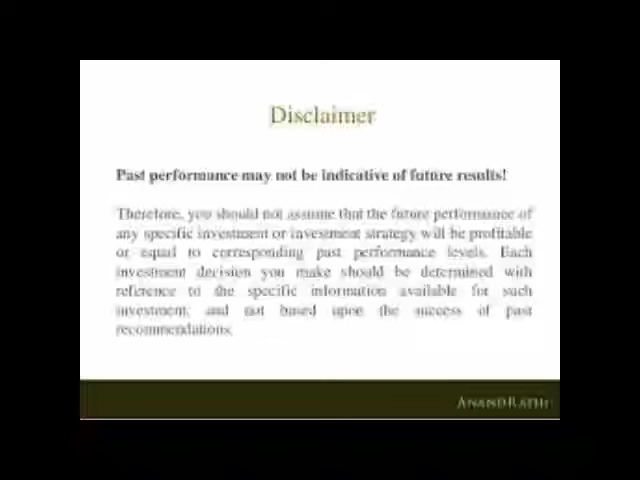 Disclaimer
Past performance may not be indicative of future results!
Therefore, you should not assume that the future performance of
any specific investment or investment strategy will be profitable
or equal to corresponding past performance levels. Each
investment decision you make should be determined with
reference to the specific information available for such
investment, and not based upon the success of past
recommendations.
ANANDRATHI